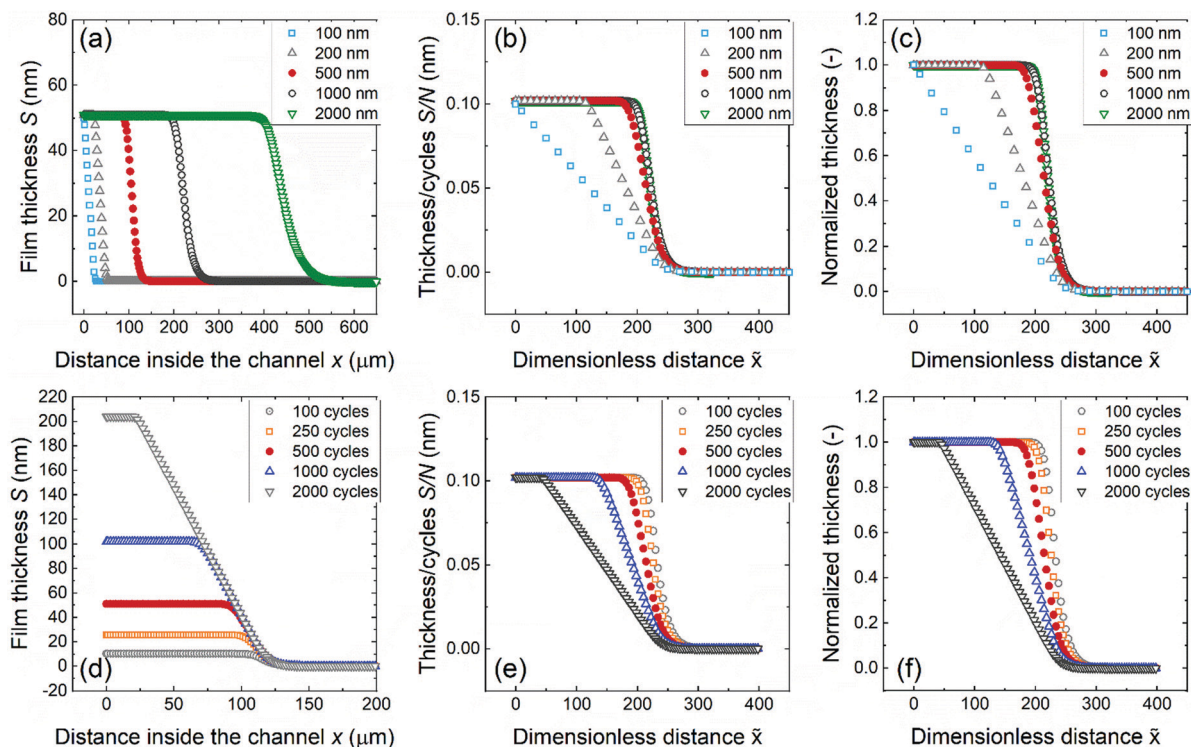 (a)
100 nm
200 nm
500 nm
1000 nm
2000 nm
Film thickness S (nm)
60
40
20
0
0 100 200 300 400 500 600
Distance inside the channel x (μm)
(b)
100 nm
200 nm
500 nm
1000 nm
2000 nm
Thickness/cycles S/N (nm)
0.15
0.10
0.05
0.00
0 100 200 300 400
Dimensionless distance x̃
(c)
100 nm
200 nm
500 nm
1000 nm
2000 nm
Normalized thickness (-)
1.2
1.0
0.8
0.6
0.4
0.2
0.0
0 100 200 300 400
Dimensionless distance x̃
100 cycles
250 cycles
500 cycles
1000 cycles
2000 cycles
Film thickness S (nm)
220
200
180
160
140
120
100
80
60
40
20
0
-20
(d)
0 50 100 150 200
Distance inside the channel x (μm)
100 cycles
250 cycles
500 cycles
1000 cycles
2000 cycles
Thickness/cycles S/N (nm)
0.15
0.10
0.05
0.00
(e)
0 100 200 300 400
Dimensionless distance x̃
100 cycles
250 cycles
500 cycles
1000 cycles
2000 cycles
Normalized thickness (-)
1.2
1.0
0.8
0.6
0.4
0.2
0.0
(f)
0 100 200 300 400
Dimensionless distance x̃